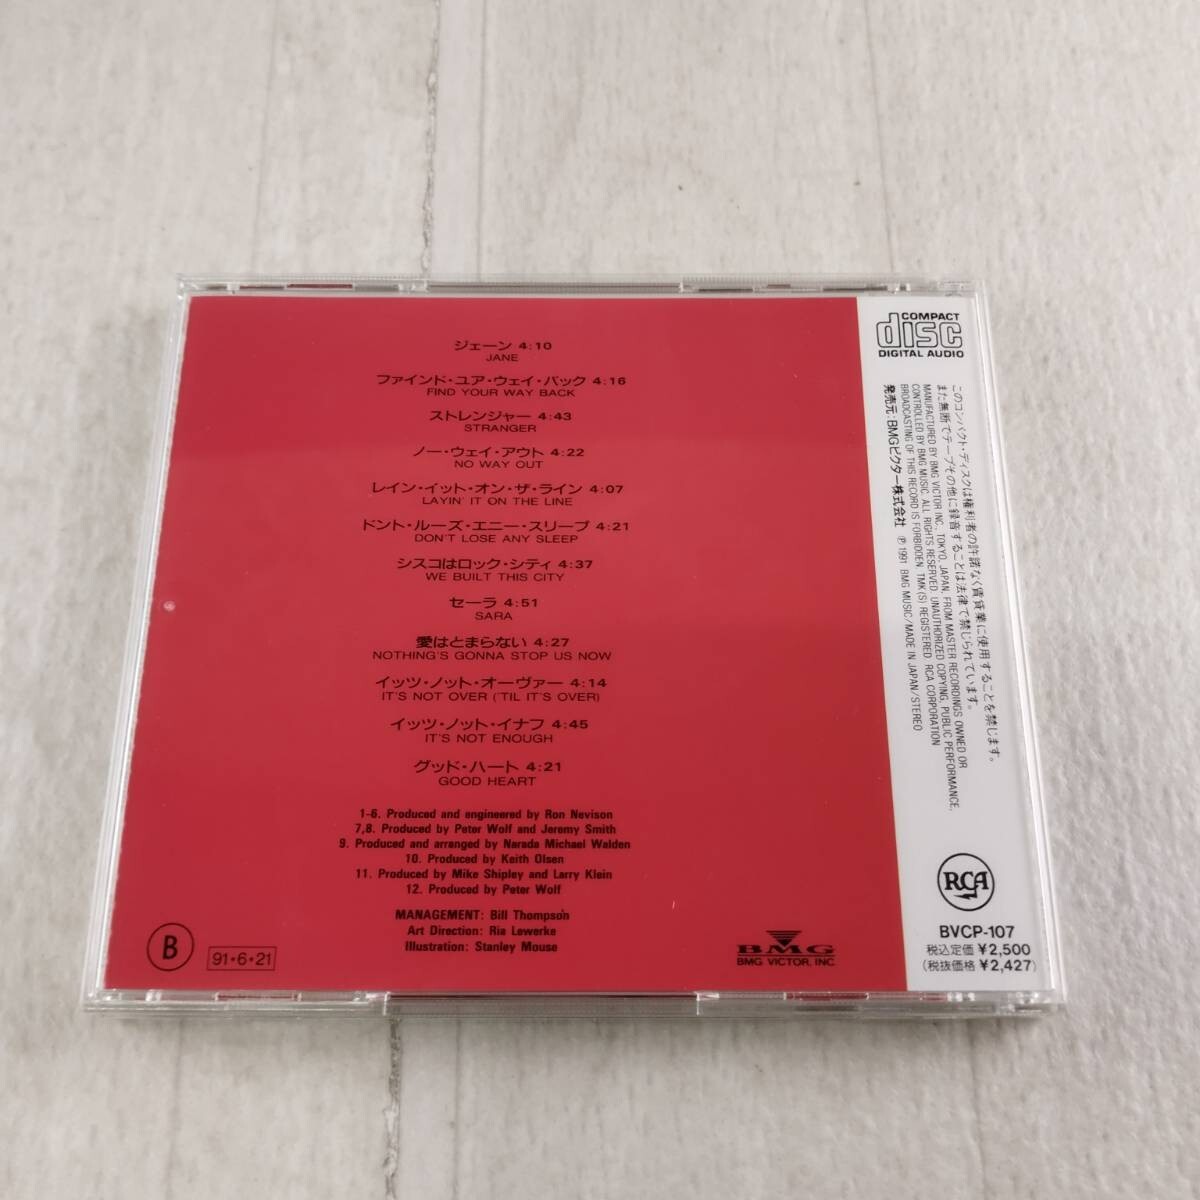 ジェーン 4:10
JANE
ファインド・ユア・ウェイ・バック 4:16
FIND YOUR WAY BACK
ストレンジャー 4:43
STRANGER
ノー・ウェイ・アウト 4:22
NO WAY OUT
レイン・イット・オン・ザ・ライン 4:07
LAYIN' IT ON THE LINE
ドント・ルーズ・エニー・スリープ 4:21
DON'T LOSE ANY SLEEP
シスコはロック・シティ 4:37
WE BUILT THIS CITY
セーラ 4:51
SARA
愛はとまらない 4:27
NOTHING'S GONNA STOP US NOW
イッツ・ノット・オーヴァー 4:14
IT'S NOT OVER ('TIL IT'S OVER)
イッツ・ノット・イナフ 4:45
IT'S NOT ENOUGH
グッド・ハート 4:21
GOOD HEART
1-6. Produced and engineered by Ron Nevison
7,8. Produced by Peter Wolf and Jeremy Smith
9. Produced and arranged by Narada Michael Walden
10. Produced by Keith Olsen
11. Produced by Mike Shipley and Larry Klein
12. Produced by Peter Wolf
MANAGEMENT: Bill Thompson
Art Direction: Ria Lewerke
Illustration: Stanley Mouse
B
91・6・21
BMG
BMG VICTOR, INC.
COMPACT
disc
DIGITAL AUDIO
このコンパクト・ディスクは権利者の許諾なく賃貸業に使用することを禁じます。
また無断でテープその他に録音することは法律で禁じられています。
MANUFACTURED BY BMG VICTOR INC., TOKYO, JAPAN, FROM MASTER RECORDINGS OWNED OR
CONTROLLED BY BMG MUSIC. ALL RIGHTS RESERVED. UNAUTHORIZED COPYING, PUBLIC PERFORMANCE,
BROADCASTING OF THIS RECORD IS FORBIDDEN. TMK(S) REGISTERED RCA CORPORATION
発売元:BMGビクター株式会社 ℗ 1991 BMG MUSIC/MADE IN JAPAN/STEREO
RCA
BVCP-107
税込定価 ¥2,500
(税抜価格 ¥2,427)